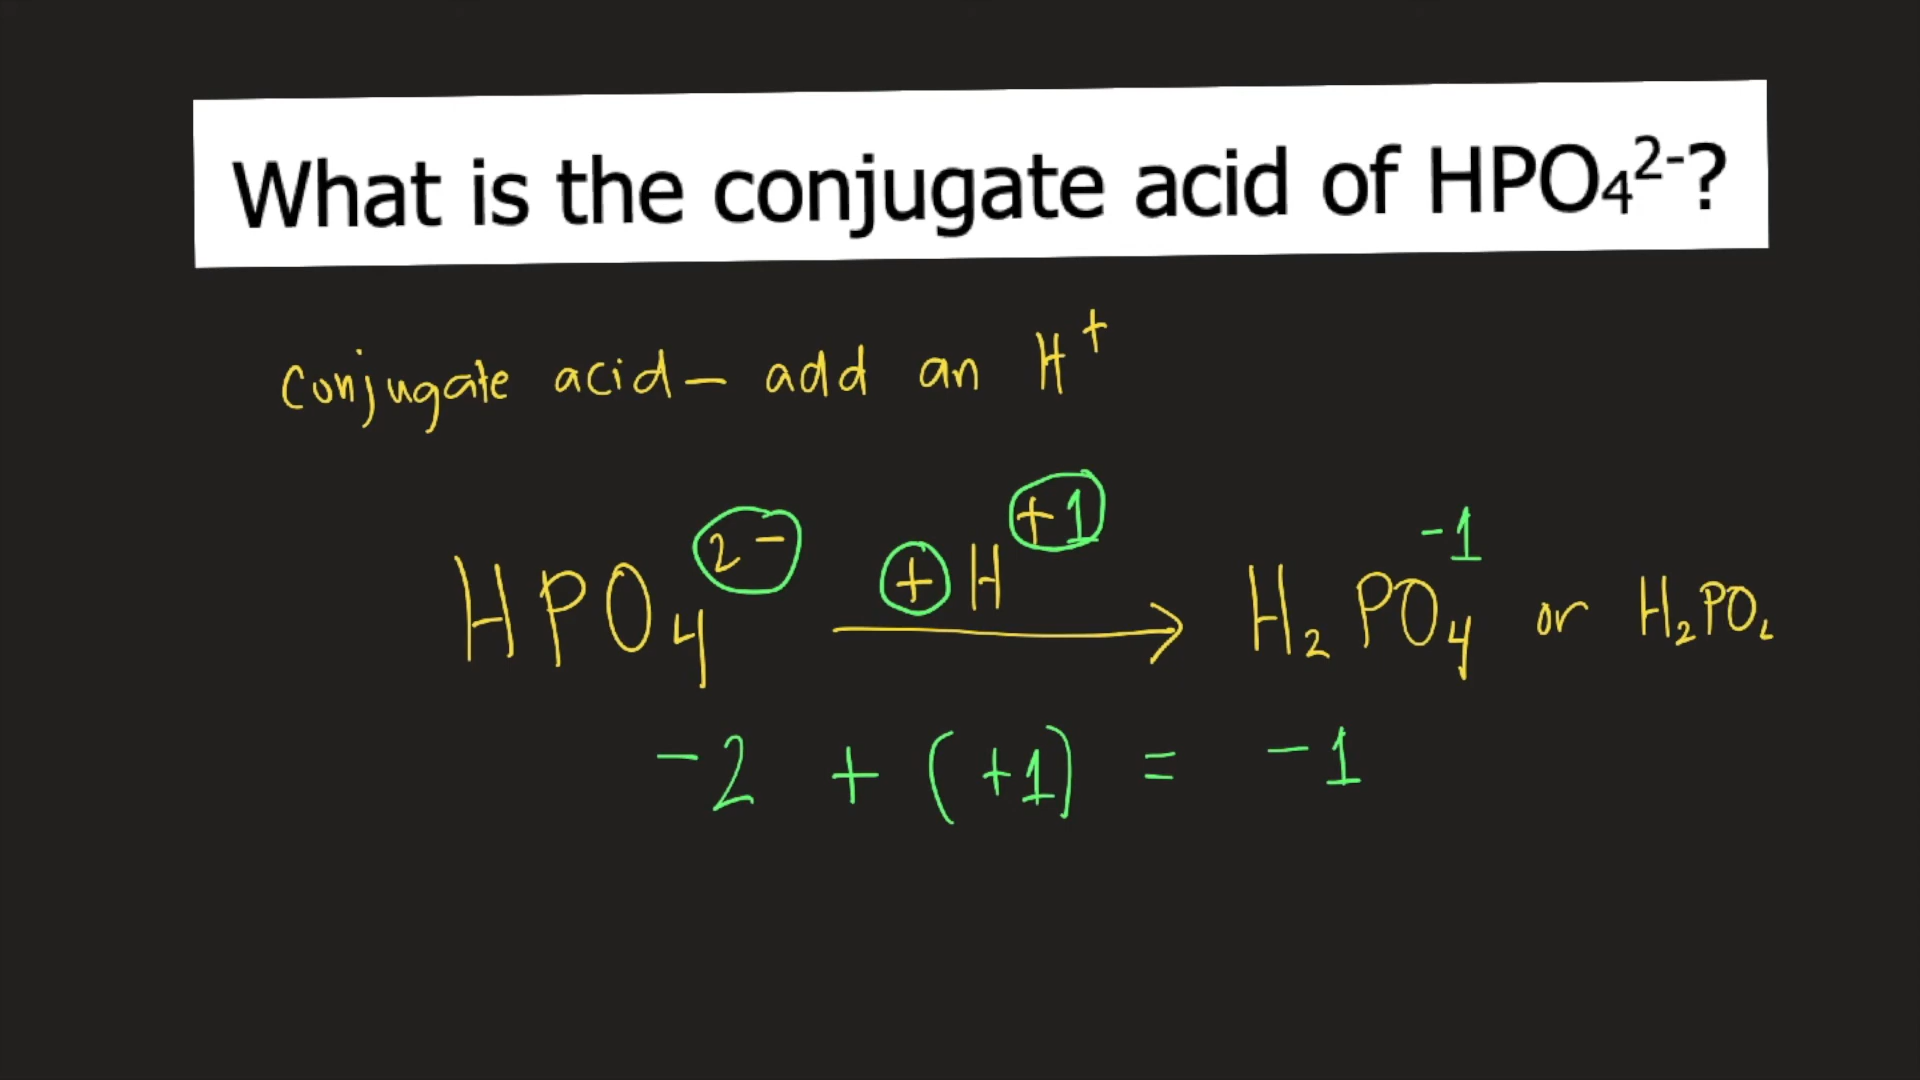 What is the conjugate acid of HPO₄²⁻?
Conjugate acid – add an H⁺
HPO₄²⁻ + H⁺¹ → H₂PO₄⁻¹ or H₂PO
-2 + (+1) = -1